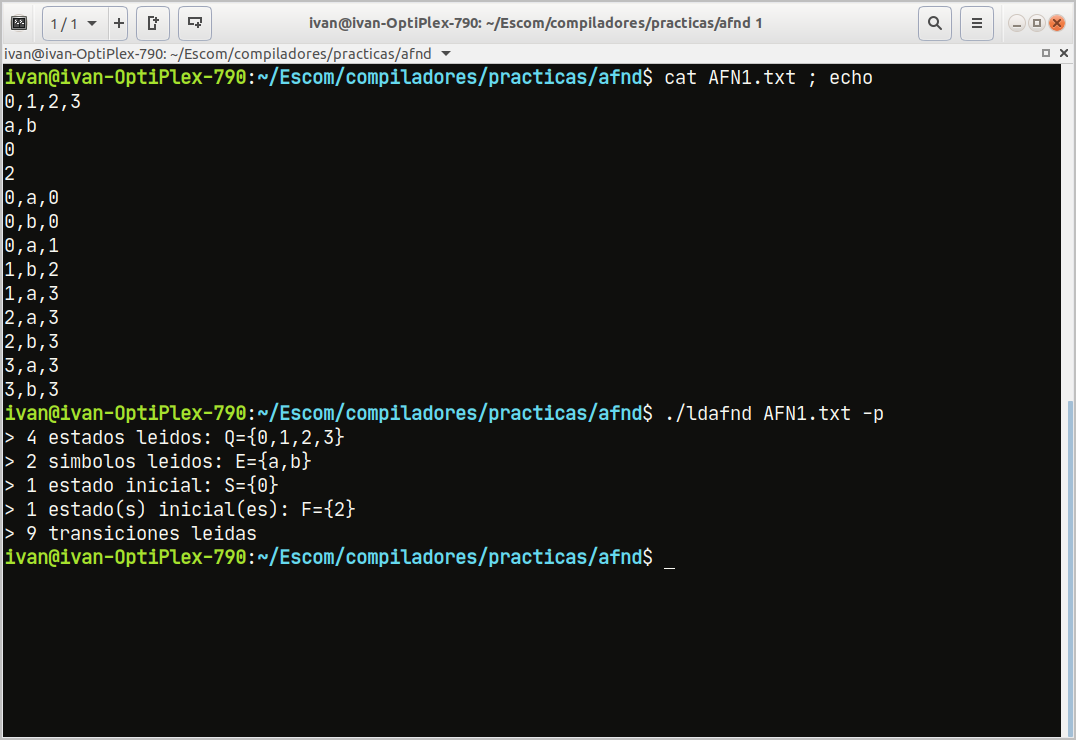 1 / 1
ivan@ivan-OptiPlex-790: ~/Escom/compiladores/practicas/afnd 1
ivan@ivan-OptiPlex-790: ~/Escom/compiladores/practicas/afnd
ivan@ivan-OptiPlex-790:~/Escom/compiladores/practicas/afnd$ cat AFN1.txt ; echo
0,1,2,3
a,b
0
2
0,a,0
0,b,0
0,a,1
1,b,2
1,a,3
2,a,3
2,b,3
3,a,3
3,b,3
ivan@ivan-OptiPlex-790:~/Escom/compiladores/practicas/afnd$ ./ldafnd AFN1.txt -p
> 4 estados leidos: Q={0,1,2,3}
> 2 simbolos leidos: E={a,b}
> 1 estado inicial: S={0}
> 1 estado(s) inicial(es): F={2}
> 9 transiciones leidas
ivan@ivan-OptiPlex-790:~/Escom/compiladores/practicas/afnd$ _